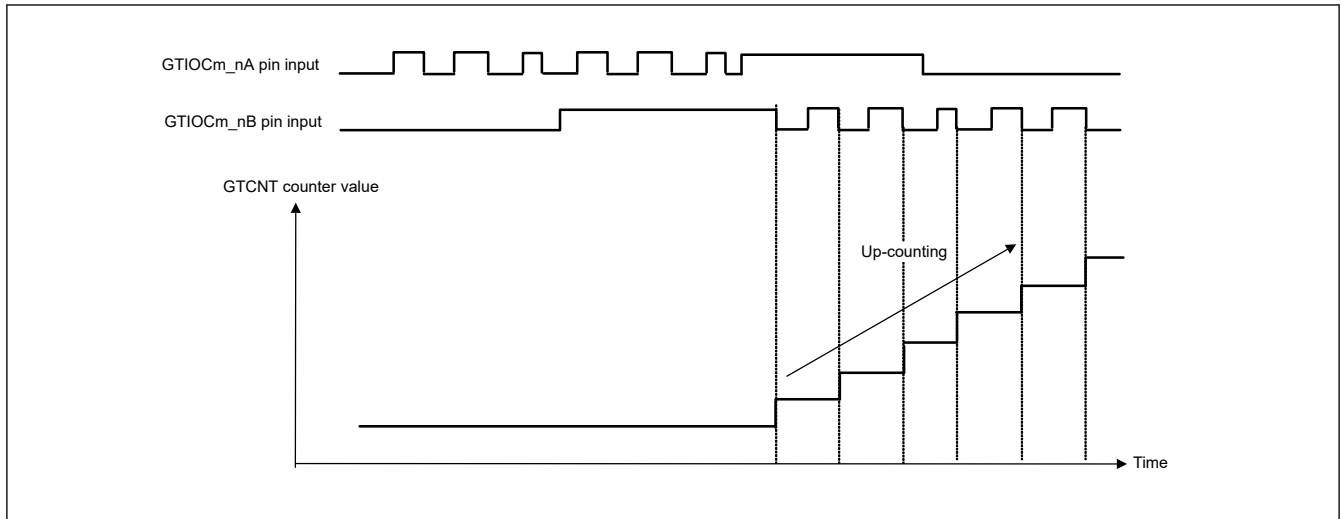 GTIOCm_nA pin input
GTIOCm_nB pin input
GTCNT counter value
Up-counting
Time